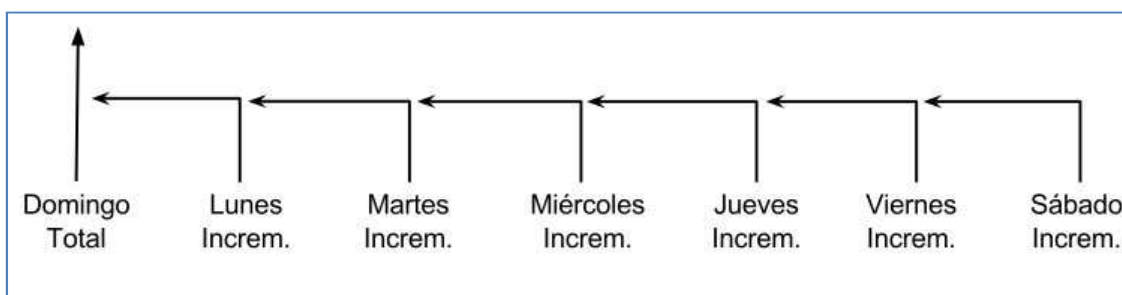 Domingo Lunes Martes Miércoles Jueves Viernes Sábado
Total Increm. Increm. Increm. Increm. Increm. Increm.